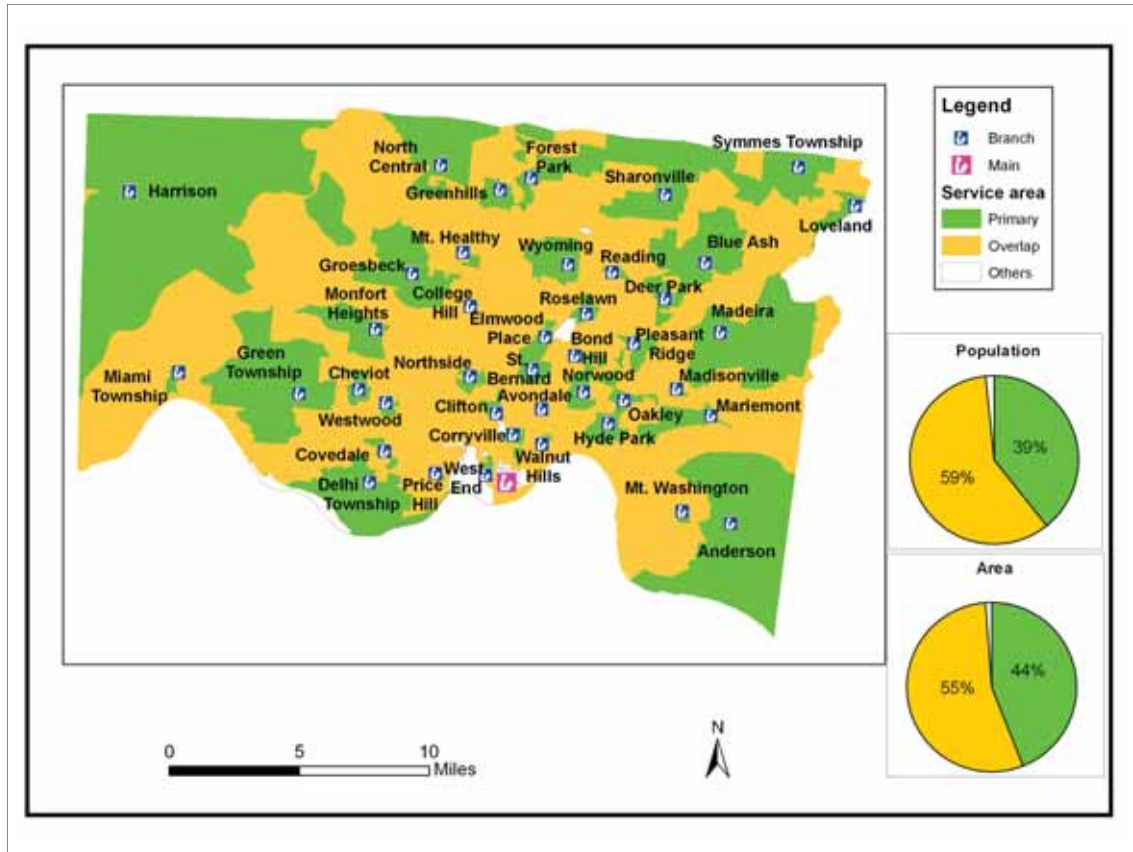 Symmes Township
North
Central
Forest
Park
Harrison
Greenhills
Sharonville
Loveland
Mt. Healthy
Wyoming
Reading
Blue Ash
Groesbeck
Deer Park
Monfort
Heights
College
Hill
Roselawn
Elmwood
Place
Madeira
Bond
Hill
Pleasant
Ridge
Green
Township
Cheviot
Northside
St.
Bernard
Norwood
Madisonville
Miami
Township
Avondale
Westwood
Clifton
Oakley
Mariemont
Corryville
Hyde Park
Covedale
Walnut
Hills
Delhi
Township
Price
Hill
West
End
Mt. Washington
Anderson
Legend
Branch
Main
Service area
Primary
Overlap
Others
Population
39%
59%
Area
44%
55%
0 5 10
Miles
N